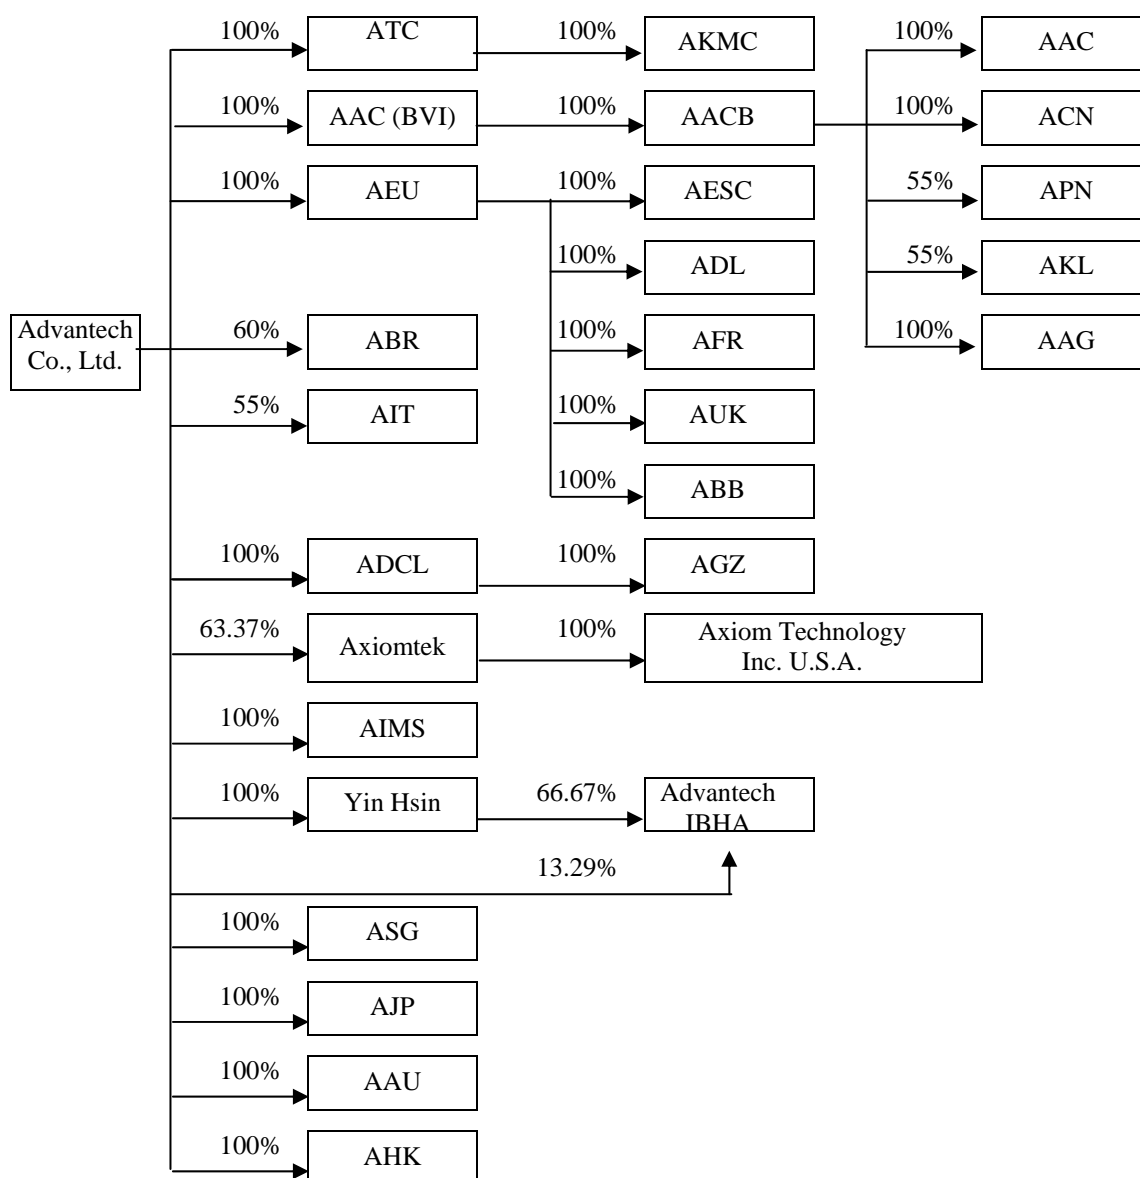 100%
ATC
100%
AKMC
100%
AAC
100%
AAC (BVI)
100%
AACB
100%
ACN
100%
AEU
100%
AESC
55%
APN
100%
ADL
55%
AKL
Advantech
Co., Ltd.
60%
ABR
100%
AFR
100%
AAG
55%
AIT
100%
AUK
100%
ABB
100%
ADCL
100%
AGZ
63.37%
Axiomtek
100%
Axiom Technology
Inc. U.S.A.
100%
AIMS
100%
Yin Hsin
66.67%
Advantech
IBHA
13.29%
100%
ASG
100%
AJP
100%
AAU
100%
AHK